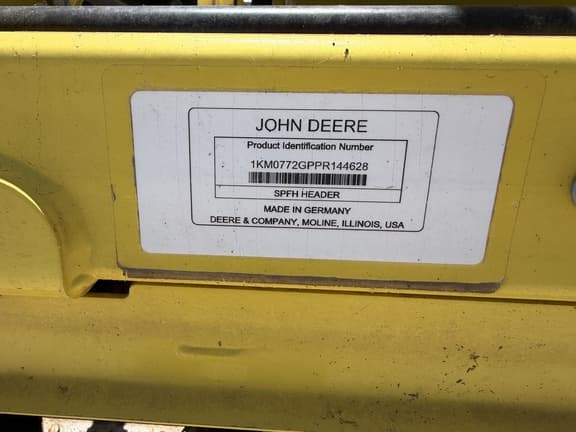 JOHN DEERE
Product Identification Number
1KM0772GPPR144628
SPFH HEADER
MADE IN GERMANY
DEERE & COMPANY, MOLINE, ILLINOIS, USA